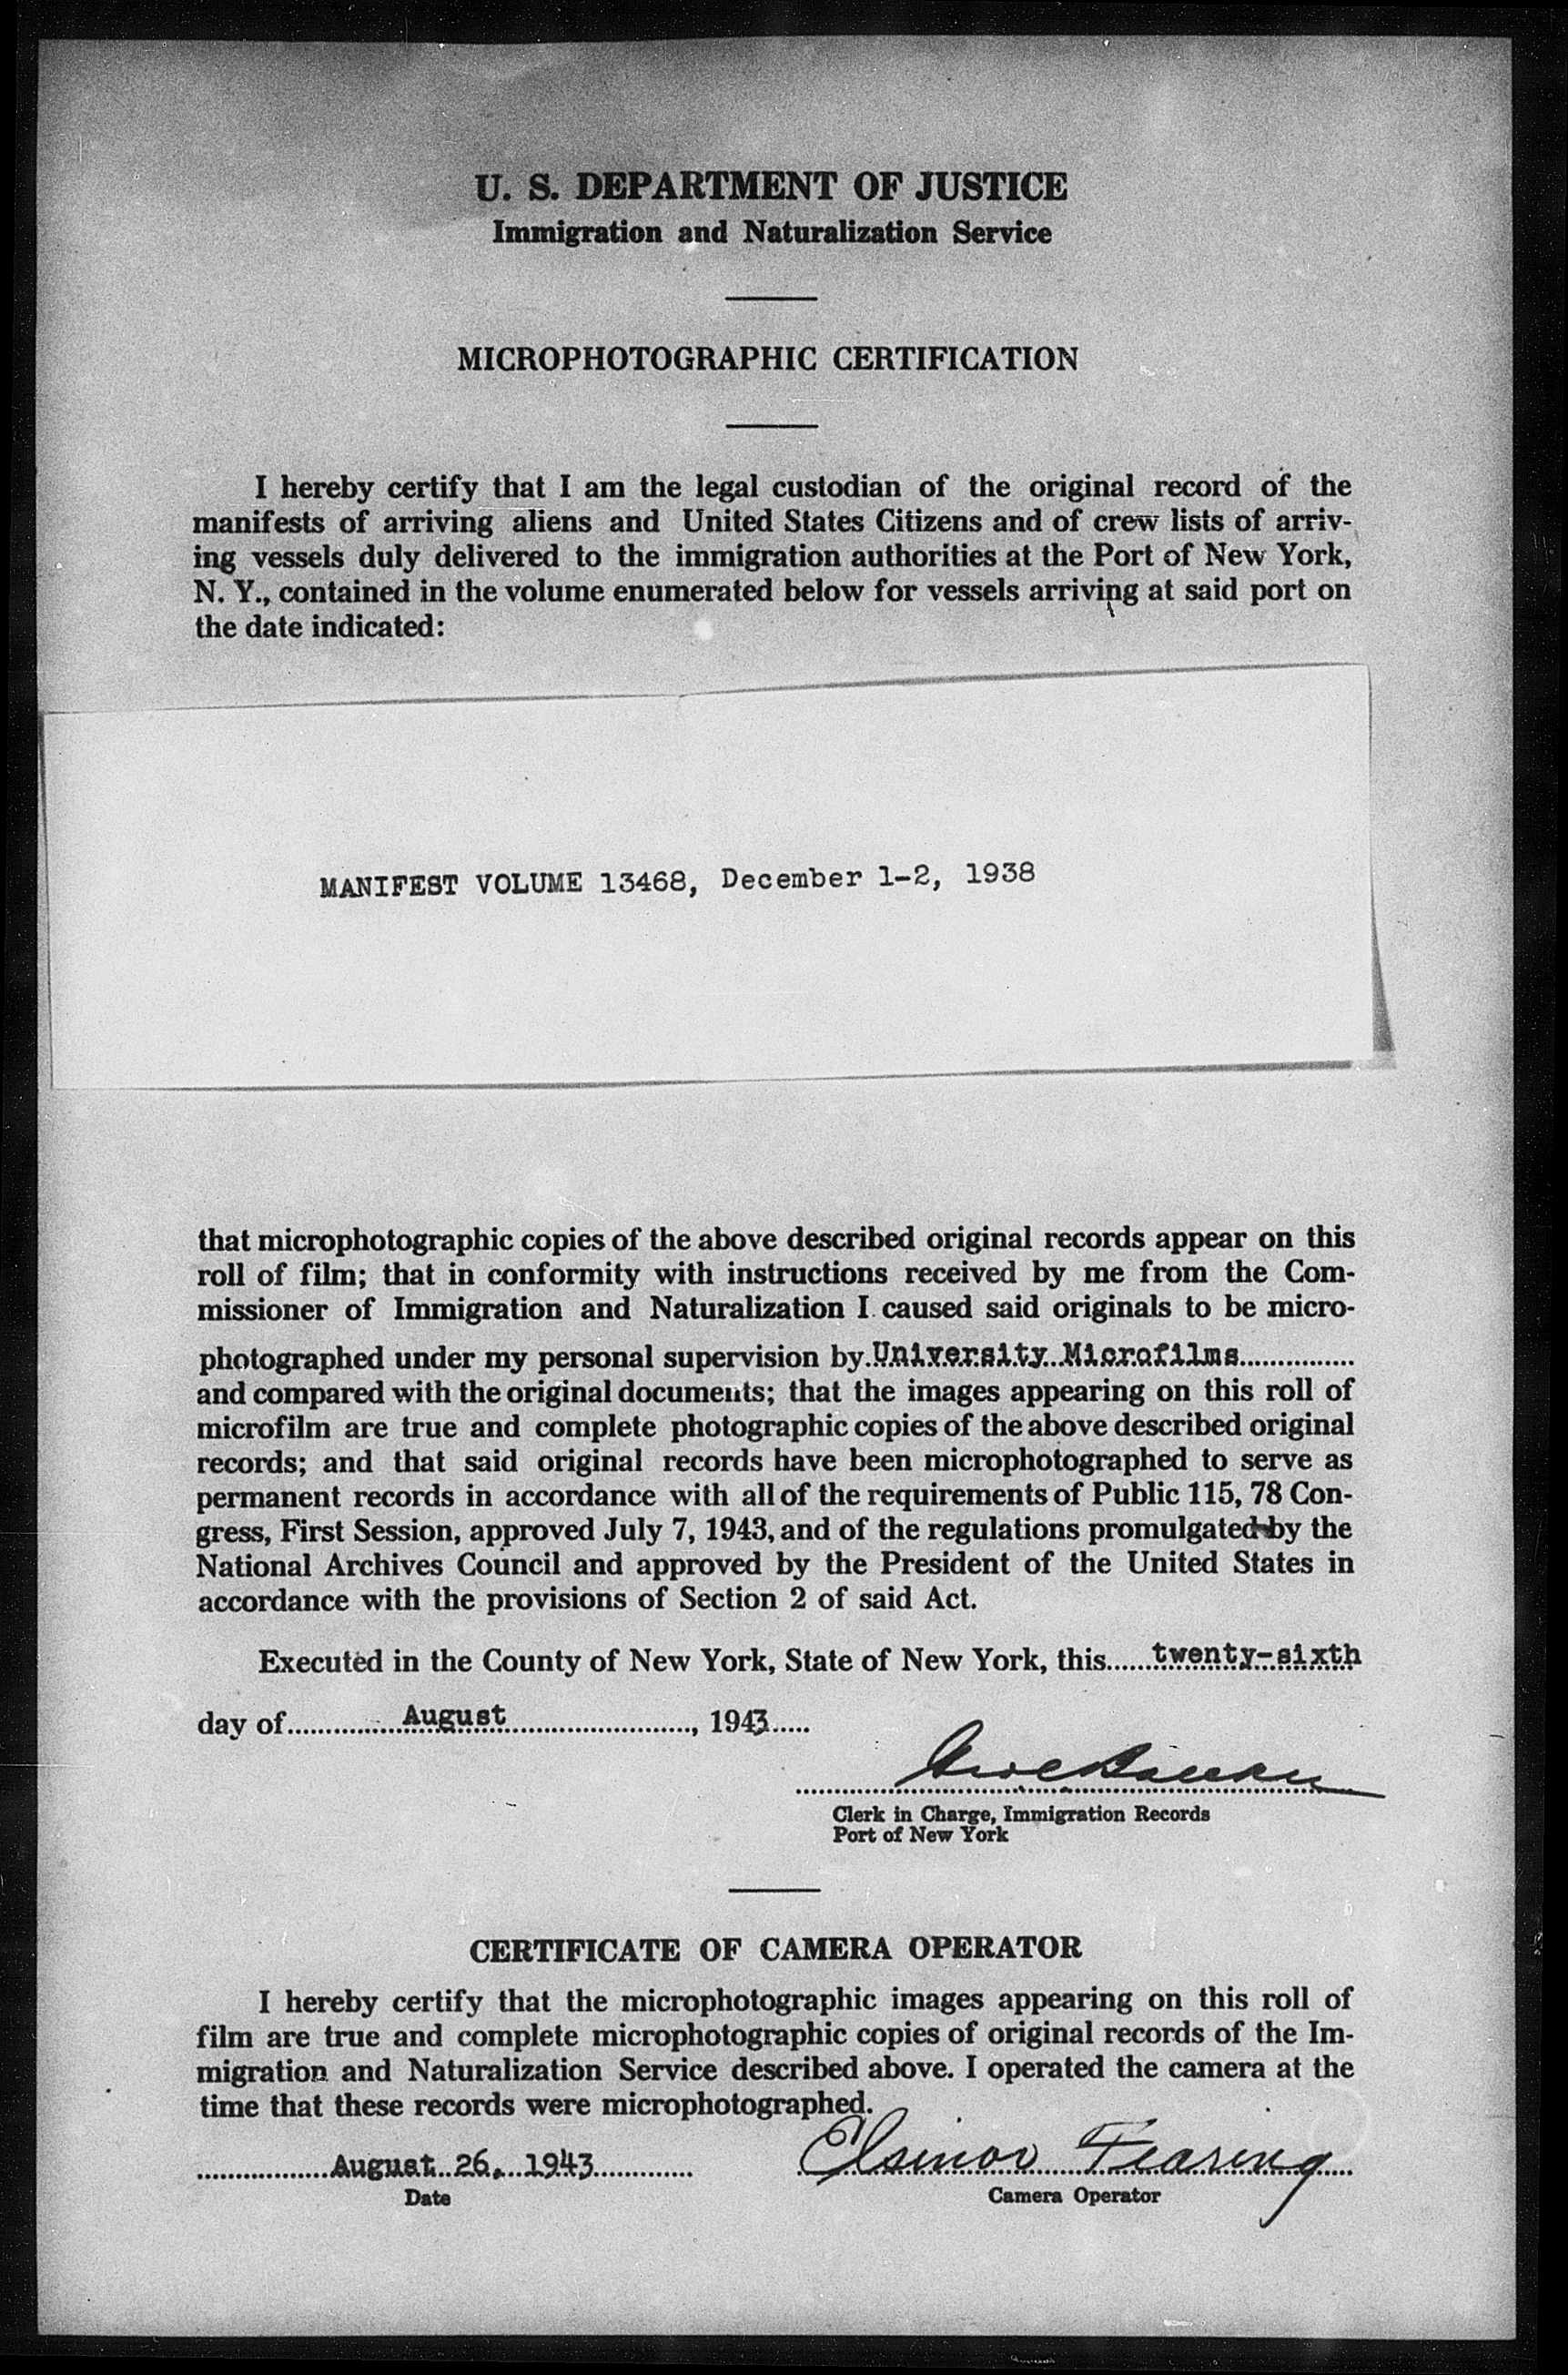 U. S. DEPARTMENT OF JUSTICE
Immigration and Naturalization Service
MICROPHOTOGRAPHIC CERTIFICATION
I hereby certify that I am the legal custodian of the original record of the
manifests of arriving aliens and United States Citizens and of crew lists of arriv-
ing vessels duly delivered to the immigration authorities at the Port of New York,
N. Y., contained in the volume enumerated below for vessels arriving at said port on
the date indicated:
MANIFEST VOLUME 13468, December 1-2, 1938
that microphotographic copies of the above described original records appear on this
roll of film; that in conformity with instructions received by me from the Com-
missioner of Immigration and Naturalization I caused said originals to be micro-
photographed under my personal supervision by University Microfilms
and compared with the original documents; that the images appearing on this roll of
microfilm are true and complete photographic copies of the above described original
records; and that said original records have been microphotographed to serve as
permanent records in accordance with all of the requirements of Public 115, 78 Con-
gress, First Session, approved July 7, 1943, and of the regulations promulgated by the
National Archives Council and approved by the President of the United States in
accordance with the provisions of Section 2 of said Act.
Executed in the County of New York, State of New York, this twenty-sixth
day of August, 1943
Clerk in Charge, Immigration Records
Port of New York
CERTIFICATE OF CAMERA OPERATOR
I hereby certify that the microphotographic images appearing on this roll of
film are true and complete microphotographic copies of original records of the Im-
migration and Naturalization Service described above. I operated the camera at the
time that these records were microphotographed.
August 26, 1943 Elsinor Fearing
Date Camera Operator